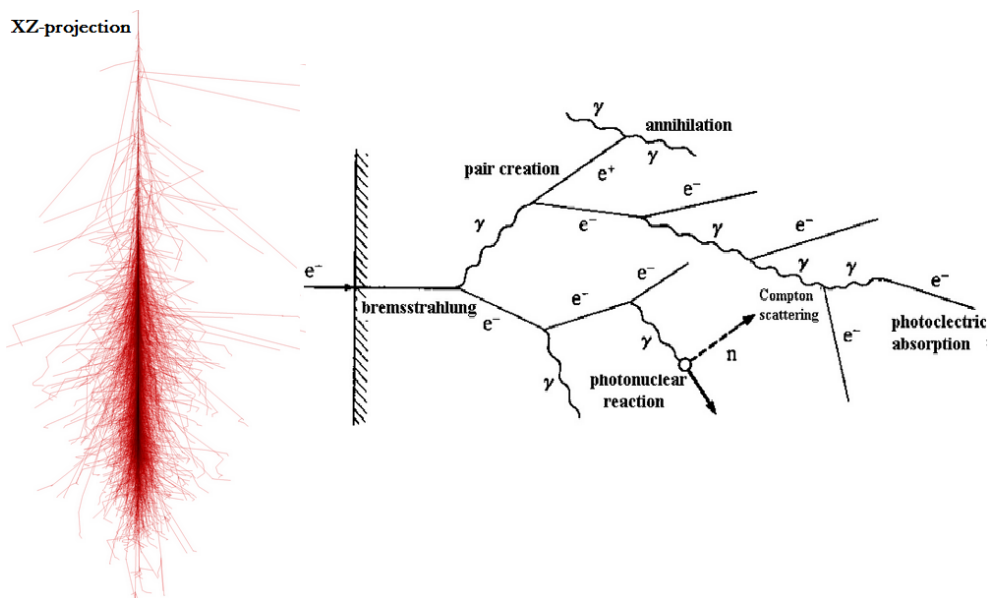 XZ-projection
γ
annihilation
γ
pair creation
e⁺
e⁻
γ
e⁻
e⁻
γ
γ
γ
e⁻
e⁻
bremsstrahlung
e⁻
e⁻
Compton
scattering
e⁻
photoclectric
absorption
γ
n
γ
photonuclear
reaction